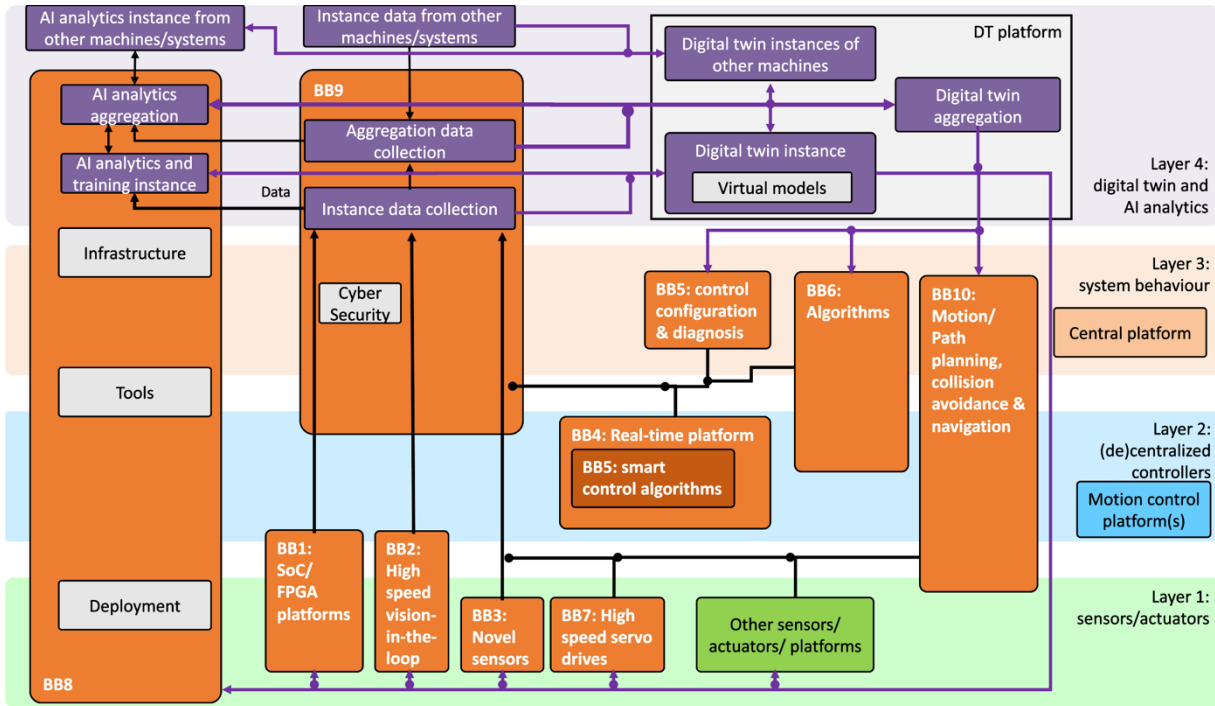 AI analytics instance from
other machines/systems
Instance data from other
machines/systems
DT platform
Digital twin instances of
other machines
BB9
AI analytics
aggregation
Digital twin
aggregation
Aggregation data
collection
Digital twin instance
AI analytics and
training instance
Layer 4:
digital twin and
AI analytics
Data
Virtual models
Instance data collection
Infrastructure
Layer 3:
system behaviour
Cyber
Security
BB5: control
configuration
& diagnosis
BB6:
Algorithms
BB10:
Motion/
Path
planning,
collision
avoidance &
navigation
Central platform
Tools
BB4: Real-time platform
BB5: smart
control algorithms
Layer 2:
(de)centralized
controllers
Motion control
platform(s)
BB1:
SoC/
FPGA
platforms
BB2:
High
speed
vision-
in-the-
loop
Deployment
BB3:
Novel
sensors
BB7: High
speed servo
drives
Other sensors/
actuators/ platforms
Layer 1:
sensors/actuators
BB8